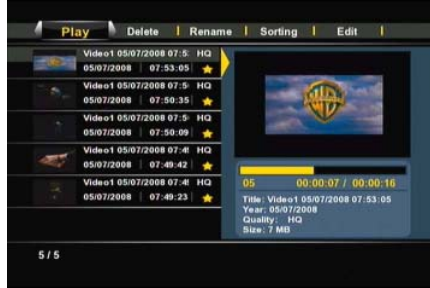 Play Delete Rename Sorting Edit
Video1 05/07/2008 07:5 HQ
05/07/2008 07:53:05
Video1 05/07/2008 07:5 HQ
05/07/2008 07:50:35
Video1 05/07/2008 07:5 HQ
05/07/2008 07:50:09
Video1 05/07/2008 07:4 HQ
05/07/2008 07:49:42
Video1 05/07/2008 07:4 HQ
05/07/2008 07:49:23
05 00:00:07 / 00:00:16
Title: Video1 05/07/2008 07:53:05
Year: 05/07/2008
Quality: HQ
Size: 7 MB
5 / 5